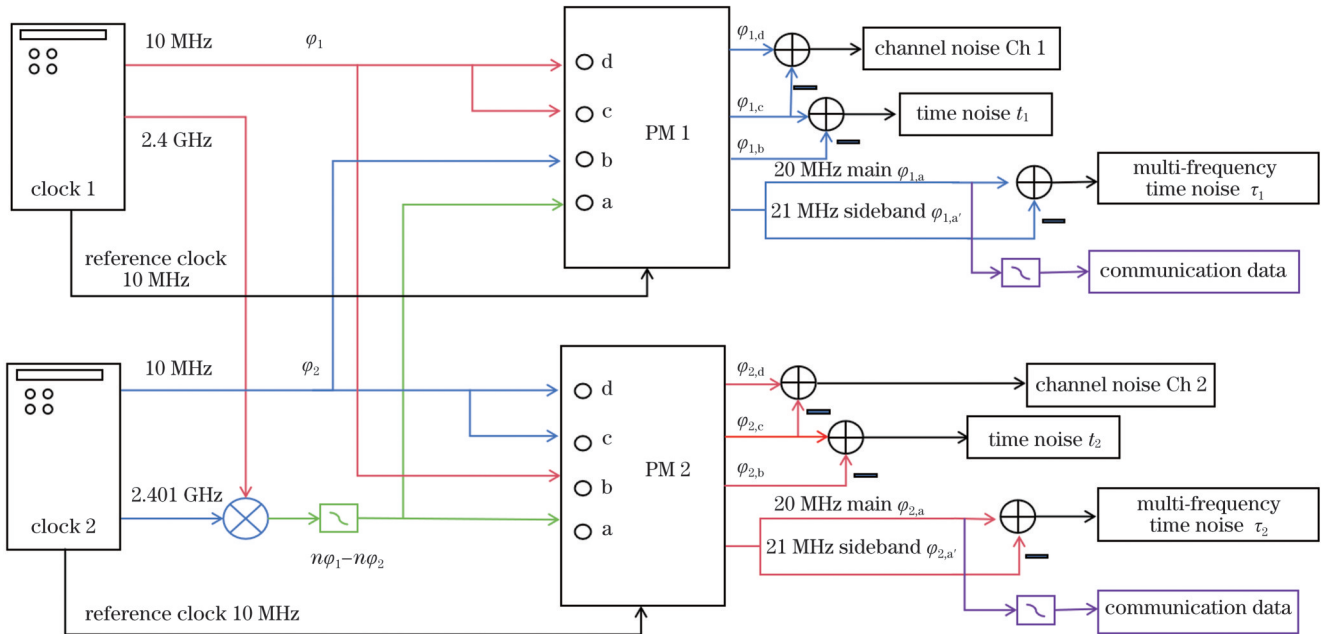 10 MHz
φ₁
2.4 GHz
clock 1
reference clock
10 MHz
d
c
b
a
PM 1
φ₁,d
φ₁,c
φ₁,b
channel noise Ch 1
time noise t₁
20 MHz main φ₁,a
21 MHz sideband φ₁,a′
multi-frequency
time noise τ₁
communication data
10 MHz
φ₂
2.401 GHz
clock 2
nφ₁−nφ₂
reference clock 10 MHz
d
c
b
a
PM 2
φ₂,d
φ₂,c
φ₂,b
channel noise Ch 2
time noise t₂
20 MHz main φ₂,a
21 MHz sideband φ₂,a′
multi-frequency
time noise τ₂
communication data